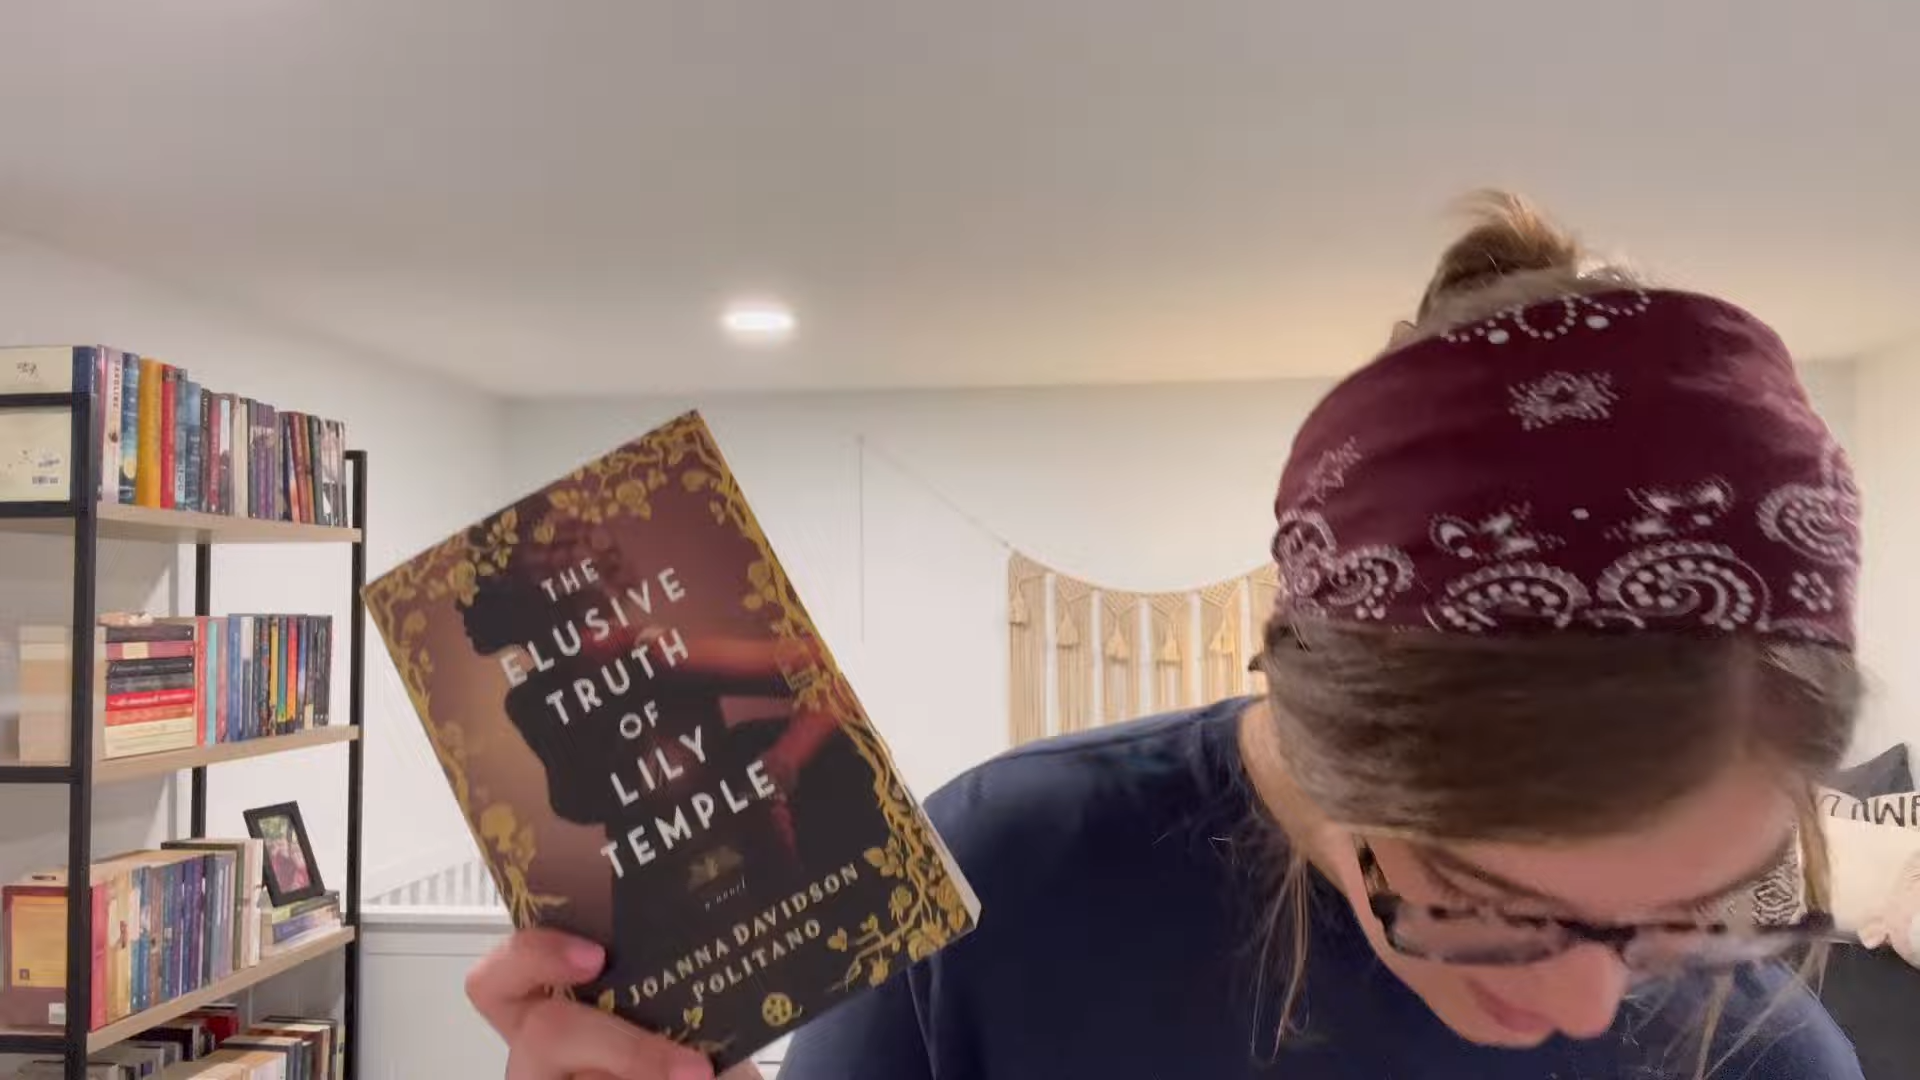 THE
ELUSIVE
TRUTH
OF
LILY
TEMPLE
a novel
JOANNA DAVIDSON
POLITANO